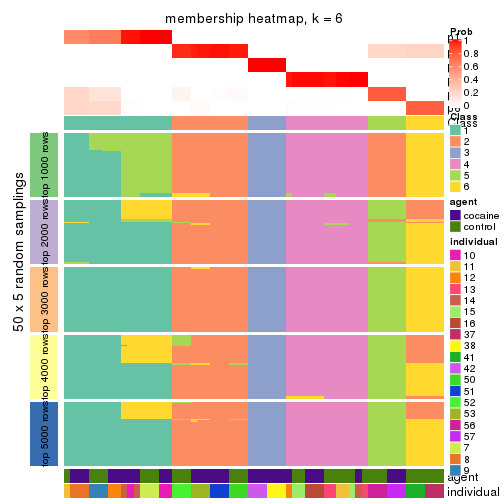 membership heatmap, k = 6
Prob
1
0.8
0.6
0.4
0.2
0
p1
Class
Class
1
2
3
4
5
6
agent
cocaine
control
individual
10
11
12
13
14
15
16
37
38
41
42
50
51
52
53
56
57
7
8
9
50 x 5 random samplings
top 1000 rows
top 2000 rows
top 3000 rows
top 4000 rows
top 5000 rows
agent
individual